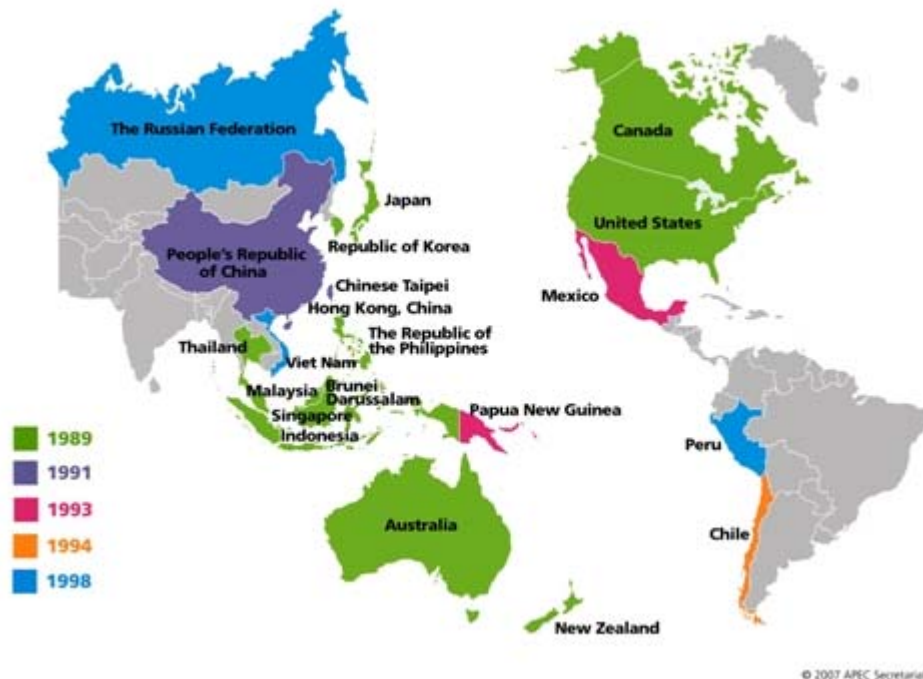 The Russian Federation
Canada
Japan
United States
Republic of Korea
People's Republic
of China
Chinese Taipei
Mexico
Hong Kong, China
The Republic of
the Philippines
Thailand
Viet Nam
Malaysia
Brunei
Darussalam
Papua New Guinea
Singapore
Indonesia
1989
Peru
1991
1993
Australia
Chile
1994
1998
New Zealand
© 2007 APEC Secretaria